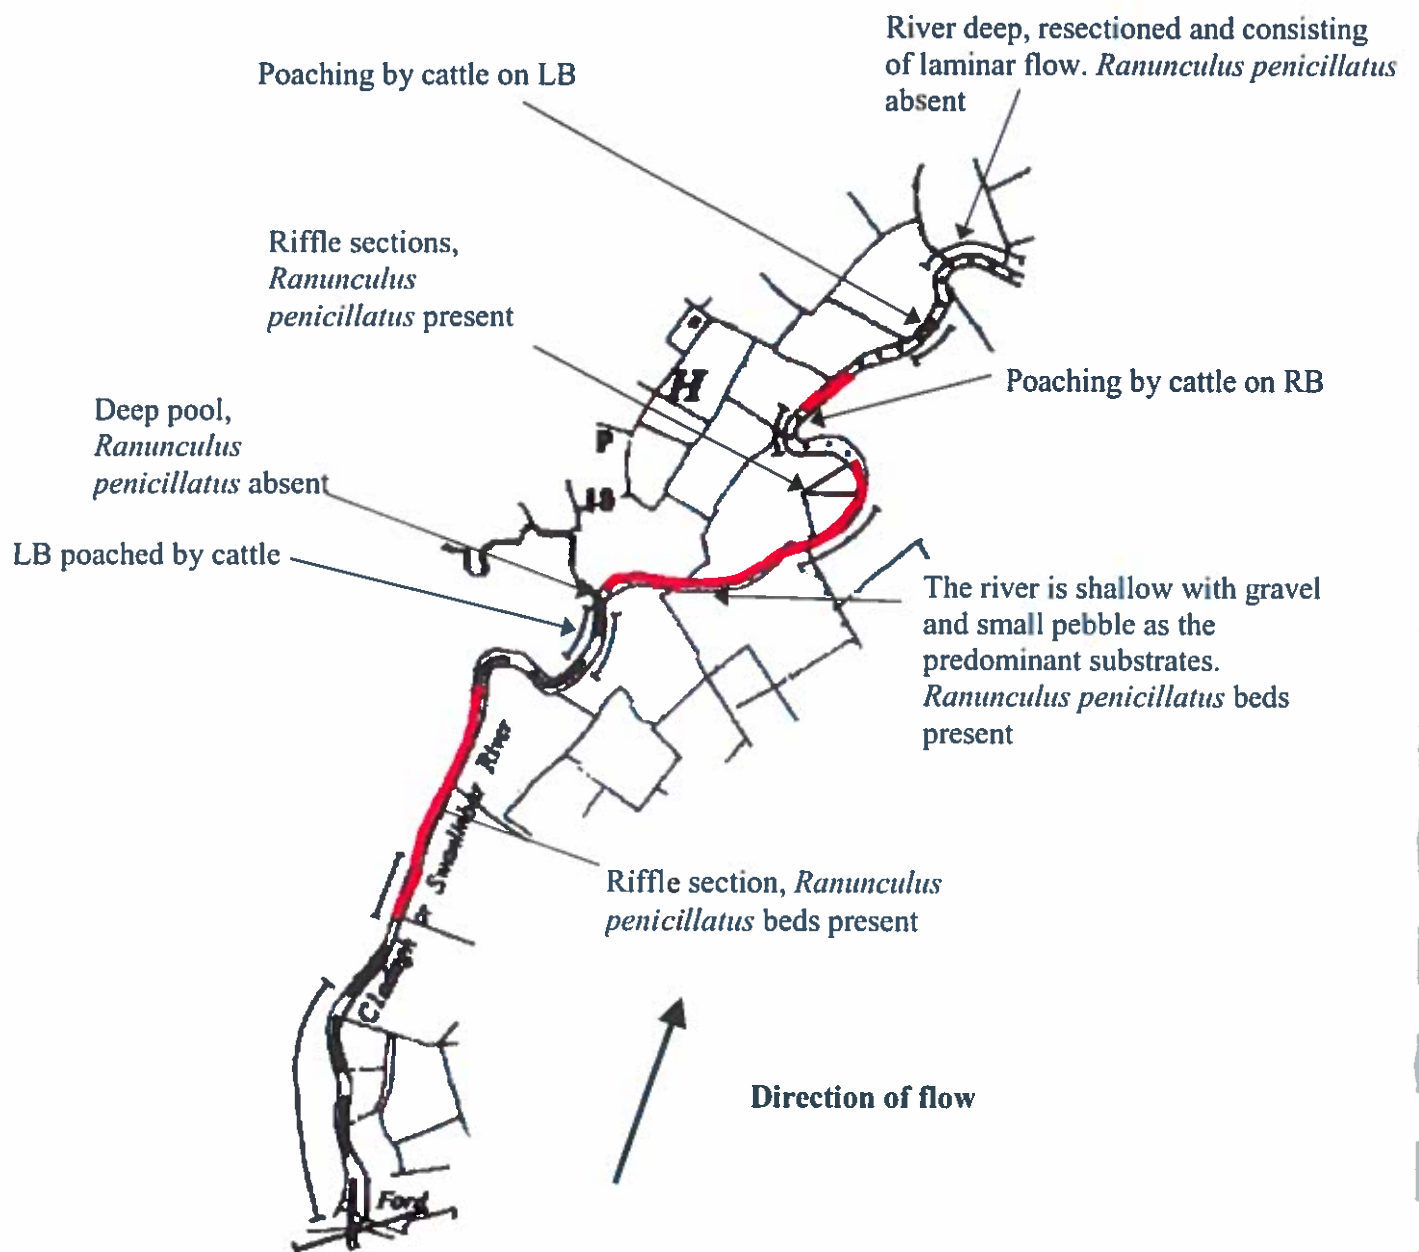 River deep, resectioned and consisting
of laminar flow. Ranunculus penicillatus
absent
Poaching by cattle on LB
Riffle sections,
Ranunculus
penicillatus present
Poaching by cattle on RB
H
Deep pool,
Ranunculus
penicillatus absent
P
LB poached by cattle
The river is shallow with gravel
and small pebble as the
predominant substrates.
Ranunculus penicillatus beds
present
River
Riffle section, Ranunculus
penicillatus beds present
Direction of flow
Ford